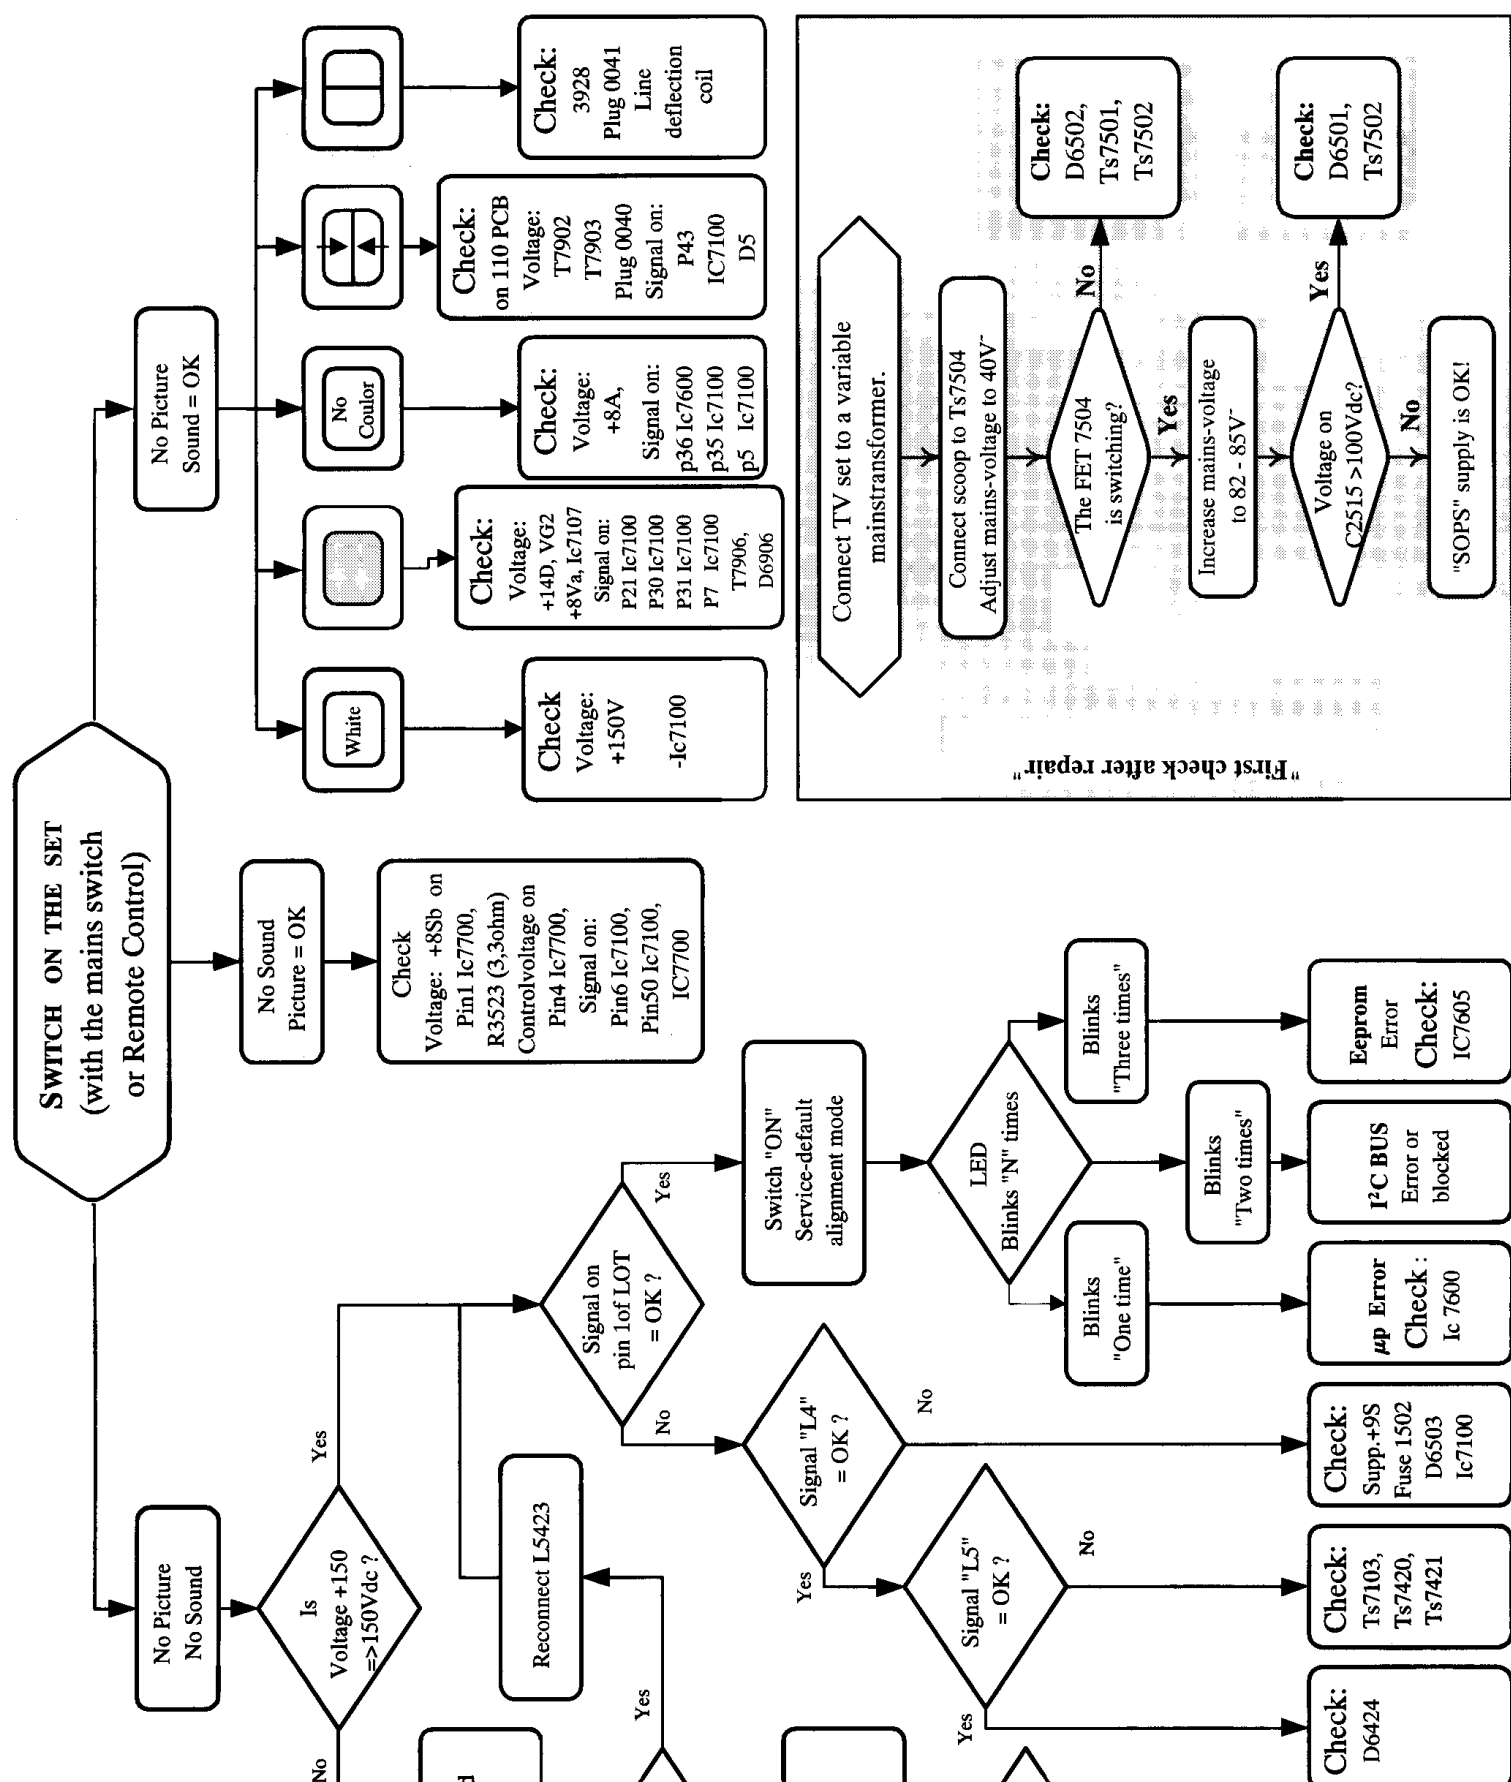 SWITCH ON THE SET
(with the mains switch
or Remote Control)
No Picture
No Sound
Is
Voltage +150
=>150Vdc ?
No
Yes
Reconnect L5423
Yes
Signal on
pin 1of LOT
= OK ?
No
Yes
Signal "L4"
= OK ?
Yes
No
Signal "L5"
= OK ?
Yes
No
Check:
D6424
Check:
Ts7103,
Ts7420,
Ts7421
Check:
Supp.+9S
Fuse 1502
D6503
Ic7100
Switch "ON"
Service-default
alignment mode
LED
Blinks "N" times
Blinks
"One time"
Blinks
"Two times"
Blinks
"Three times"
µp Error
Check :
Ic 7600
I²C BUS
Error or
blocked
Eeprom
Error
Check:
IC7605
No Sound
Picture = OK
Check
Voltage: +8Sb on
Pin1 Ic7700,
R3523 (3,3ohm)
Controlvoltage on
Pin4 Ic7700,
Signal on:
Pin6 Ic7100,
Pin50 Ic7100,
IC7700
No Picture
Sound = OK
White
Check
Voltage:
+150V
-Ic7100
Check:
Voltage:
+14D, VG2
+8Va, Ic7107
Signal on:
P21 Ic7100
P30 Ic7100
P31 Ic7100
P7 Ic7100
T7906,
D6906
No
Coulor
Check:
Voltage:
+8A,
Signal on:
p36 Ic7600
p35 Ic7100
p5 Ic7100
Check:
on 110 PCB
Voltage:
T7902
T7903
Plug 0040
Signal on:
P43
IC7100
D5
Check:
3928
Plug 0041
Line
deflection
coil
"First check after repair"
Connect TV set to a variable
mainstransformer.
Connect scoop to Ts7504
Adjust mains-voltage to 40V~
The FET 7504
is switching?
No
Check:
D6502,
Ts7501,
Ts7502
Yes
Increase mains-voltage
to 82 - 85V~
Voltage on
C2515 >100Vdc?
Yes
Check:
D6501,
Ts7502
No
"SOPS" supply is OK!